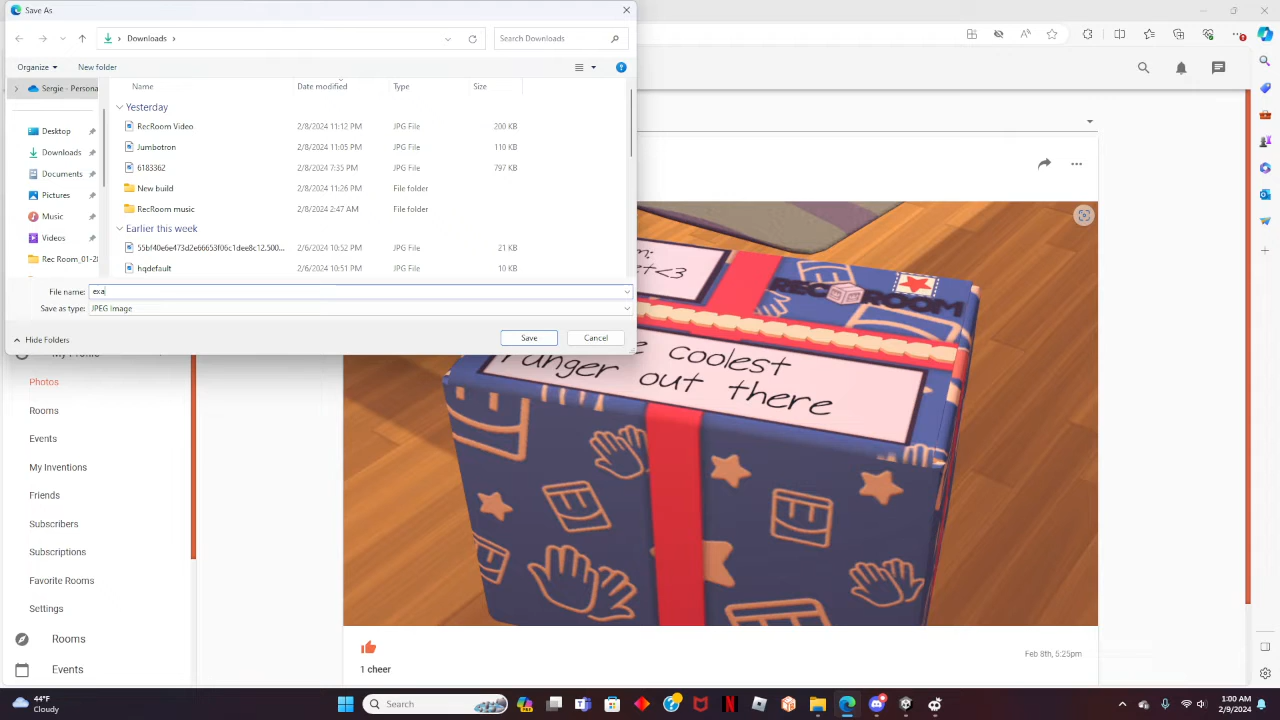 Save As
Downloads
Search Downloads
Organize
New folder
Name
Date modified
Type
Size
Sergie - Persona
Yesterday
RecRoom Video 2/8/2024 11:12 PM JPG File 200 KB
Desktop
Jumbotron 2/8/2024 11:05 PM JPG File 110 KB
Downloads
6183362 2/8/2024 7:35 PM JPG File 797 KB
Documents
New build 2/8/2024 11:26 PM File folder
Pictures
RecRoom music 2/8/2024 2:47 AM File folder
Music
Earlier this week
Videos
55bf40e6e473d2e66653f06c1dee8c12.500... 2/6/2024 10:52 PM JPG File 21 KB
Rec Room_01-2
hqdefault 2/6/2024 10:51 PM JPG File 10 KB
File name: exa
Save as type: JPEG Image
Hide Folders
Save
Cancel
My Profile
Photos
Rooms
Events
My Inventions
Friends
Subscribers
Subscriptions
Favorite Rooms
Settings
Rooms
Events
<3
REC ROOM
coolest
out there
1 cheer
Feb 8th, 5:25pm
44°F
Cloudy
Search
1:00 AM
2/9/2024